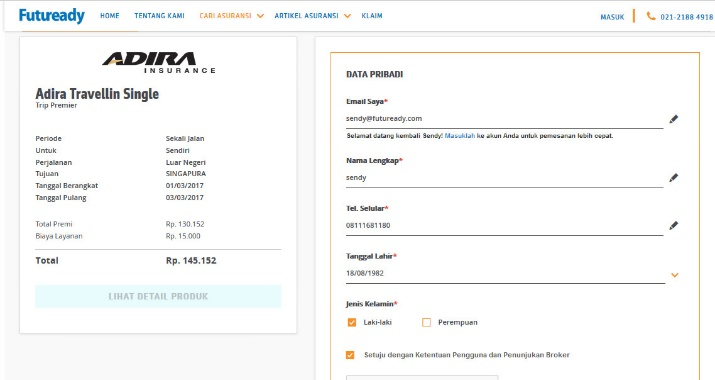 Futuready HOME TENTANG KAMI CARI ASURANSI ARTIKEL ASURANSI KLAIM MASUK 021-2188 4918
ADIRA
INSURANCE
Adira Travellin Single
Trip Premier
Periode Sekali Jalan
Untuk Sendiri
Perjalanan Luar Negeri
Tujuan SINGAPURA
Tanggal Berangkat 01/03/2017
Tanggal Pulang 03/03/2017
Total Premi Rp. 130.152
Biaya Layanan Rp. 15.000
Total Rp. 145.152
LIHAT DETAIL PRODUK
DATA PRIBADI
Email Saya*
sendy@futuready.com
Selamat datang kembali Sendy! Masuklah ke akun Anda untuk pemesanan lebih cepat.
Nama Lengkap*
sendy
Tel. Selular*
08111681180
Tanggal Lahir*
18/08/1982
Jenis Kelamin*
Laki-laki Perempuan
Setuju dengan Ketentuan Pengguna dan Penunjukan Broker